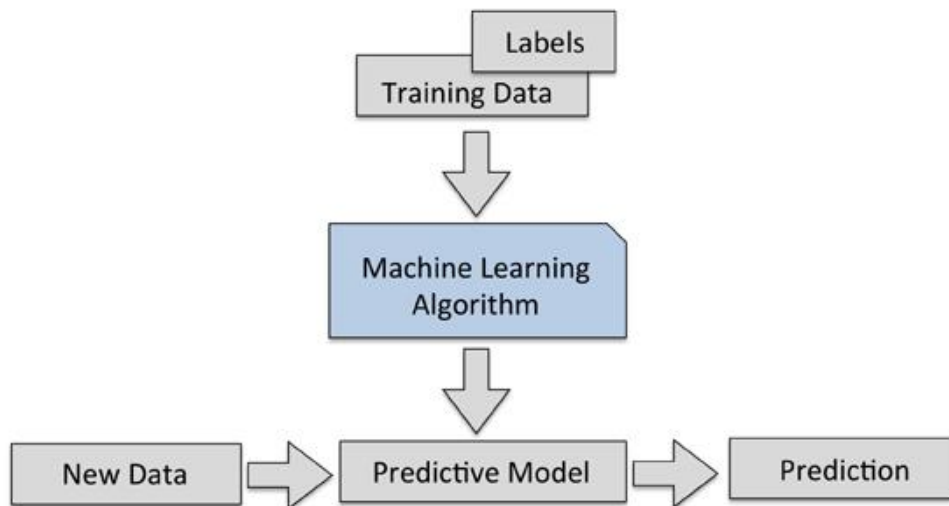 Labels
Training Data
Machine Learning
Algorithm
New Data
Predictive Model
Prediction